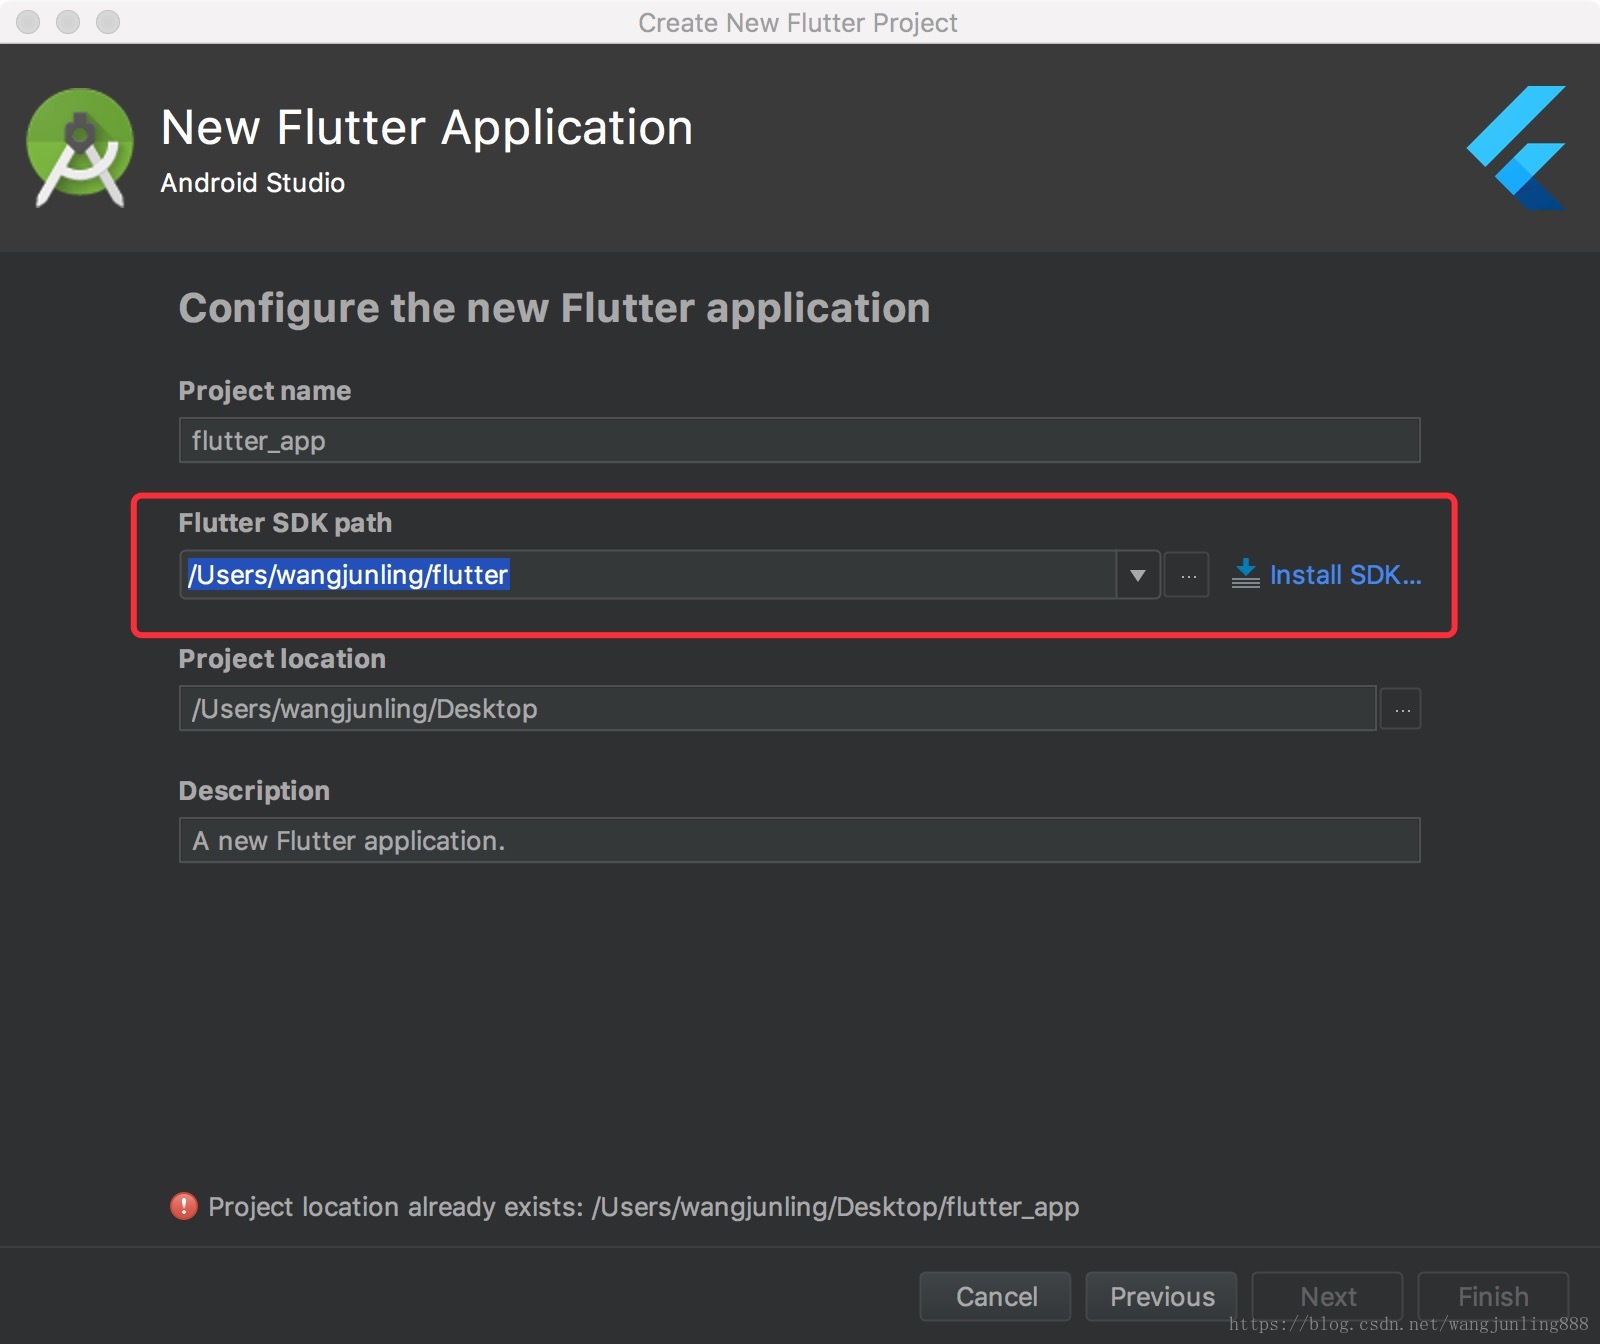 Create New Flutter Project
New Flutter Application
Android Studio
Configure the new Flutter application
Project name
flutter_app
Flutter SDK path
/Users/wangjunling/flutter
... Install SDK...
Project location
/Users/wangjunling/Desktop
...
Description
A new Flutter application.
Project location already exists: /Users/wangjunling/Desktop/flutter_app
Cancel Previous Next Finish
https://blog.csdn.net/wangjunling888